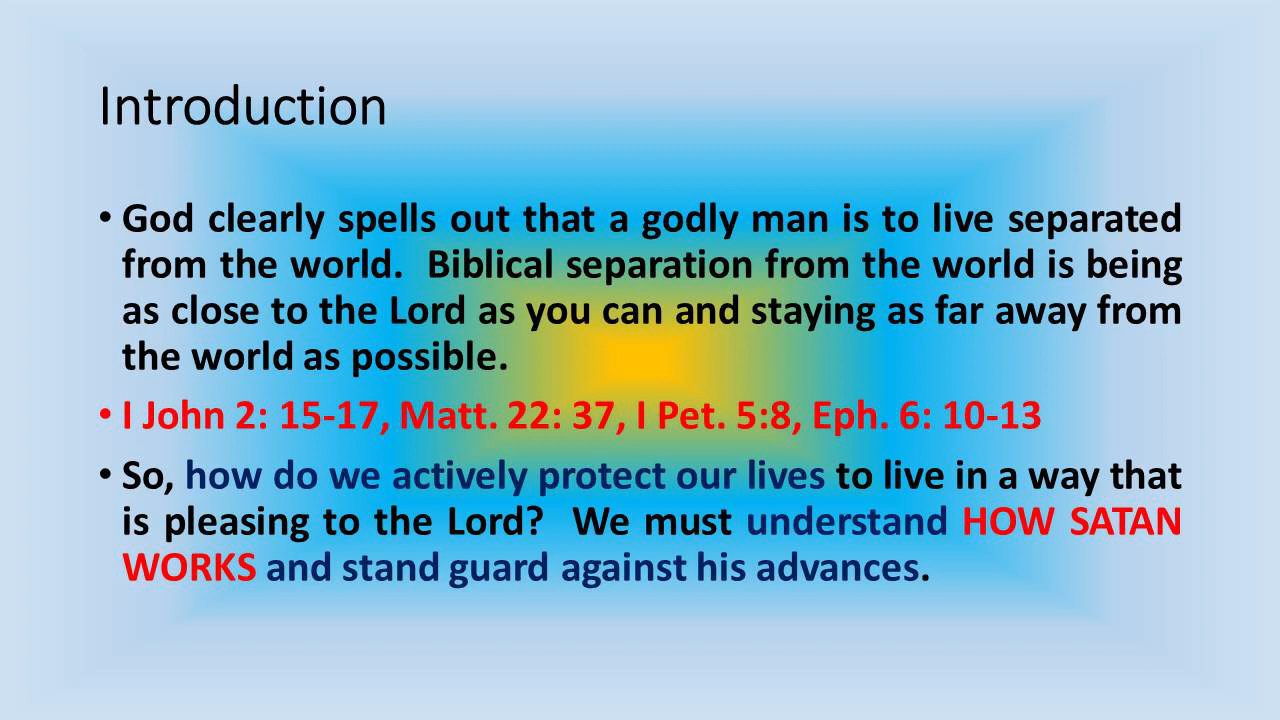 Introduction
• God clearly spells out that a godly man is to live separated
from the world.  Biblical separation from the world is being
as close to the Lord as you can and staying as far away from
the world as possible.
• I John 2: 15-17, Matt. 22: 37, I Pet. 5:8, Eph. 6: 10-13
• So, how do we actively protect our lives to live in a way that
is pleasing to the Lord?  We must understand HOW SATAN
WORKS and stand guard against his advances.